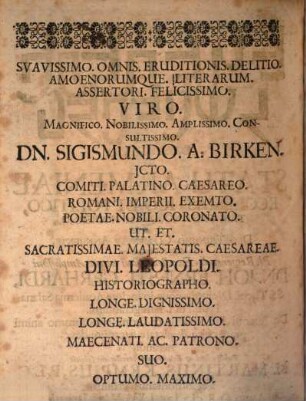 SVAVISSIMO. OMNIS. ERUDITIONIS. DELITIO.
AMOENORUMQUE. LITERARUM.
ASSERTORI. FELICISSIMO.
VIRO.
MAGNIFICO. NOBILISSIMO. AMPLISSIMO. CON-
SULTISSIMO.
DN. SIGISMUNDO. A: BIRKEN.
JCTO.
COMITI. PALATINO. CAESAREO.
ROMANI. IMPERII. EXEMTO.
POETAE. NOBILI. CORONATO.
UT. ET.
SACRATISSIMAE. MAJESTATIS. CAESAREAE.
DIVI. LEOPOLDI.
HISTORIOGRAPHO.
LONGE. DIGNISSIMO.
LONGE. LAUDATISSIMO.
MAECENATI. AC. PATRONO.
SUO.
OPTUMO. MAXIMO.